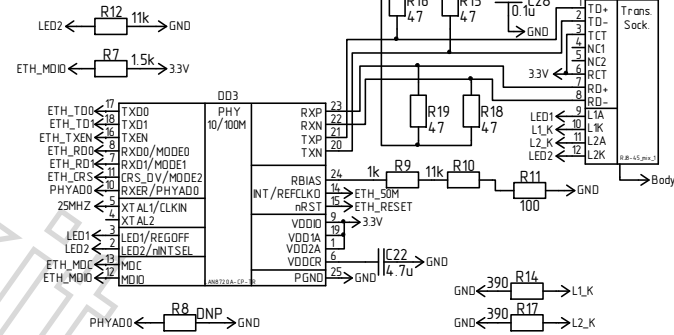 R16 R15 C28
47 47 0.1u
GND
R12 11k
LED2 GND
R7 1.5k
ETH_MDIO 3.3V
1 TD+ Trans.
2 TD- Sock.
3 TCT
4 NC1
5 NC2
3.3V 6 RCT
7 RD+
8 RD-
LED1 9 L1A
L1_K 10 L1K
L2_K 11 L2A
LED2 12 L2K
RJB-45_mix_1
Body
DD3
PHY
10/100M
ETH_TD0 17 TXD0
ETH_TD1 18 TXD1
ETH_TXEN 16 TXEN
ETH_RD0 8 RXD0/MODE0
ETH_RD1 7 RXD1/MODE1
ETH_CRS 11 CRS_DV/MODE2
PHYAD0 10 RXER/PHYAD0
25MHZ 5 XTAL1/CLKIN
4 XTAL2
LED1 3 LED1/REGOFF
LED2 2 LED2/nINTSEL
ETH_MDC 13 MDC
ETH_MDIO 12 MDIO
LAN8720A-CP-TR
RXP 23
RXN 22
TXP 21
TXN 20
RBIAS 24
INT/REFCLKO 14 ETH_50M
nRST 15 ETH_RESET
VDDIO 9 3.3V
VDD1A 19
VDD2A 1
VDDCR 6
PGND 25 GND
R19 R18
47 47
1k R9 11k R10
R11 GND
100
C22 GND
4.7u
390 R14
GND L1_K
390 R17
GND L2_K
R8 DNP
PHYAD0 GND